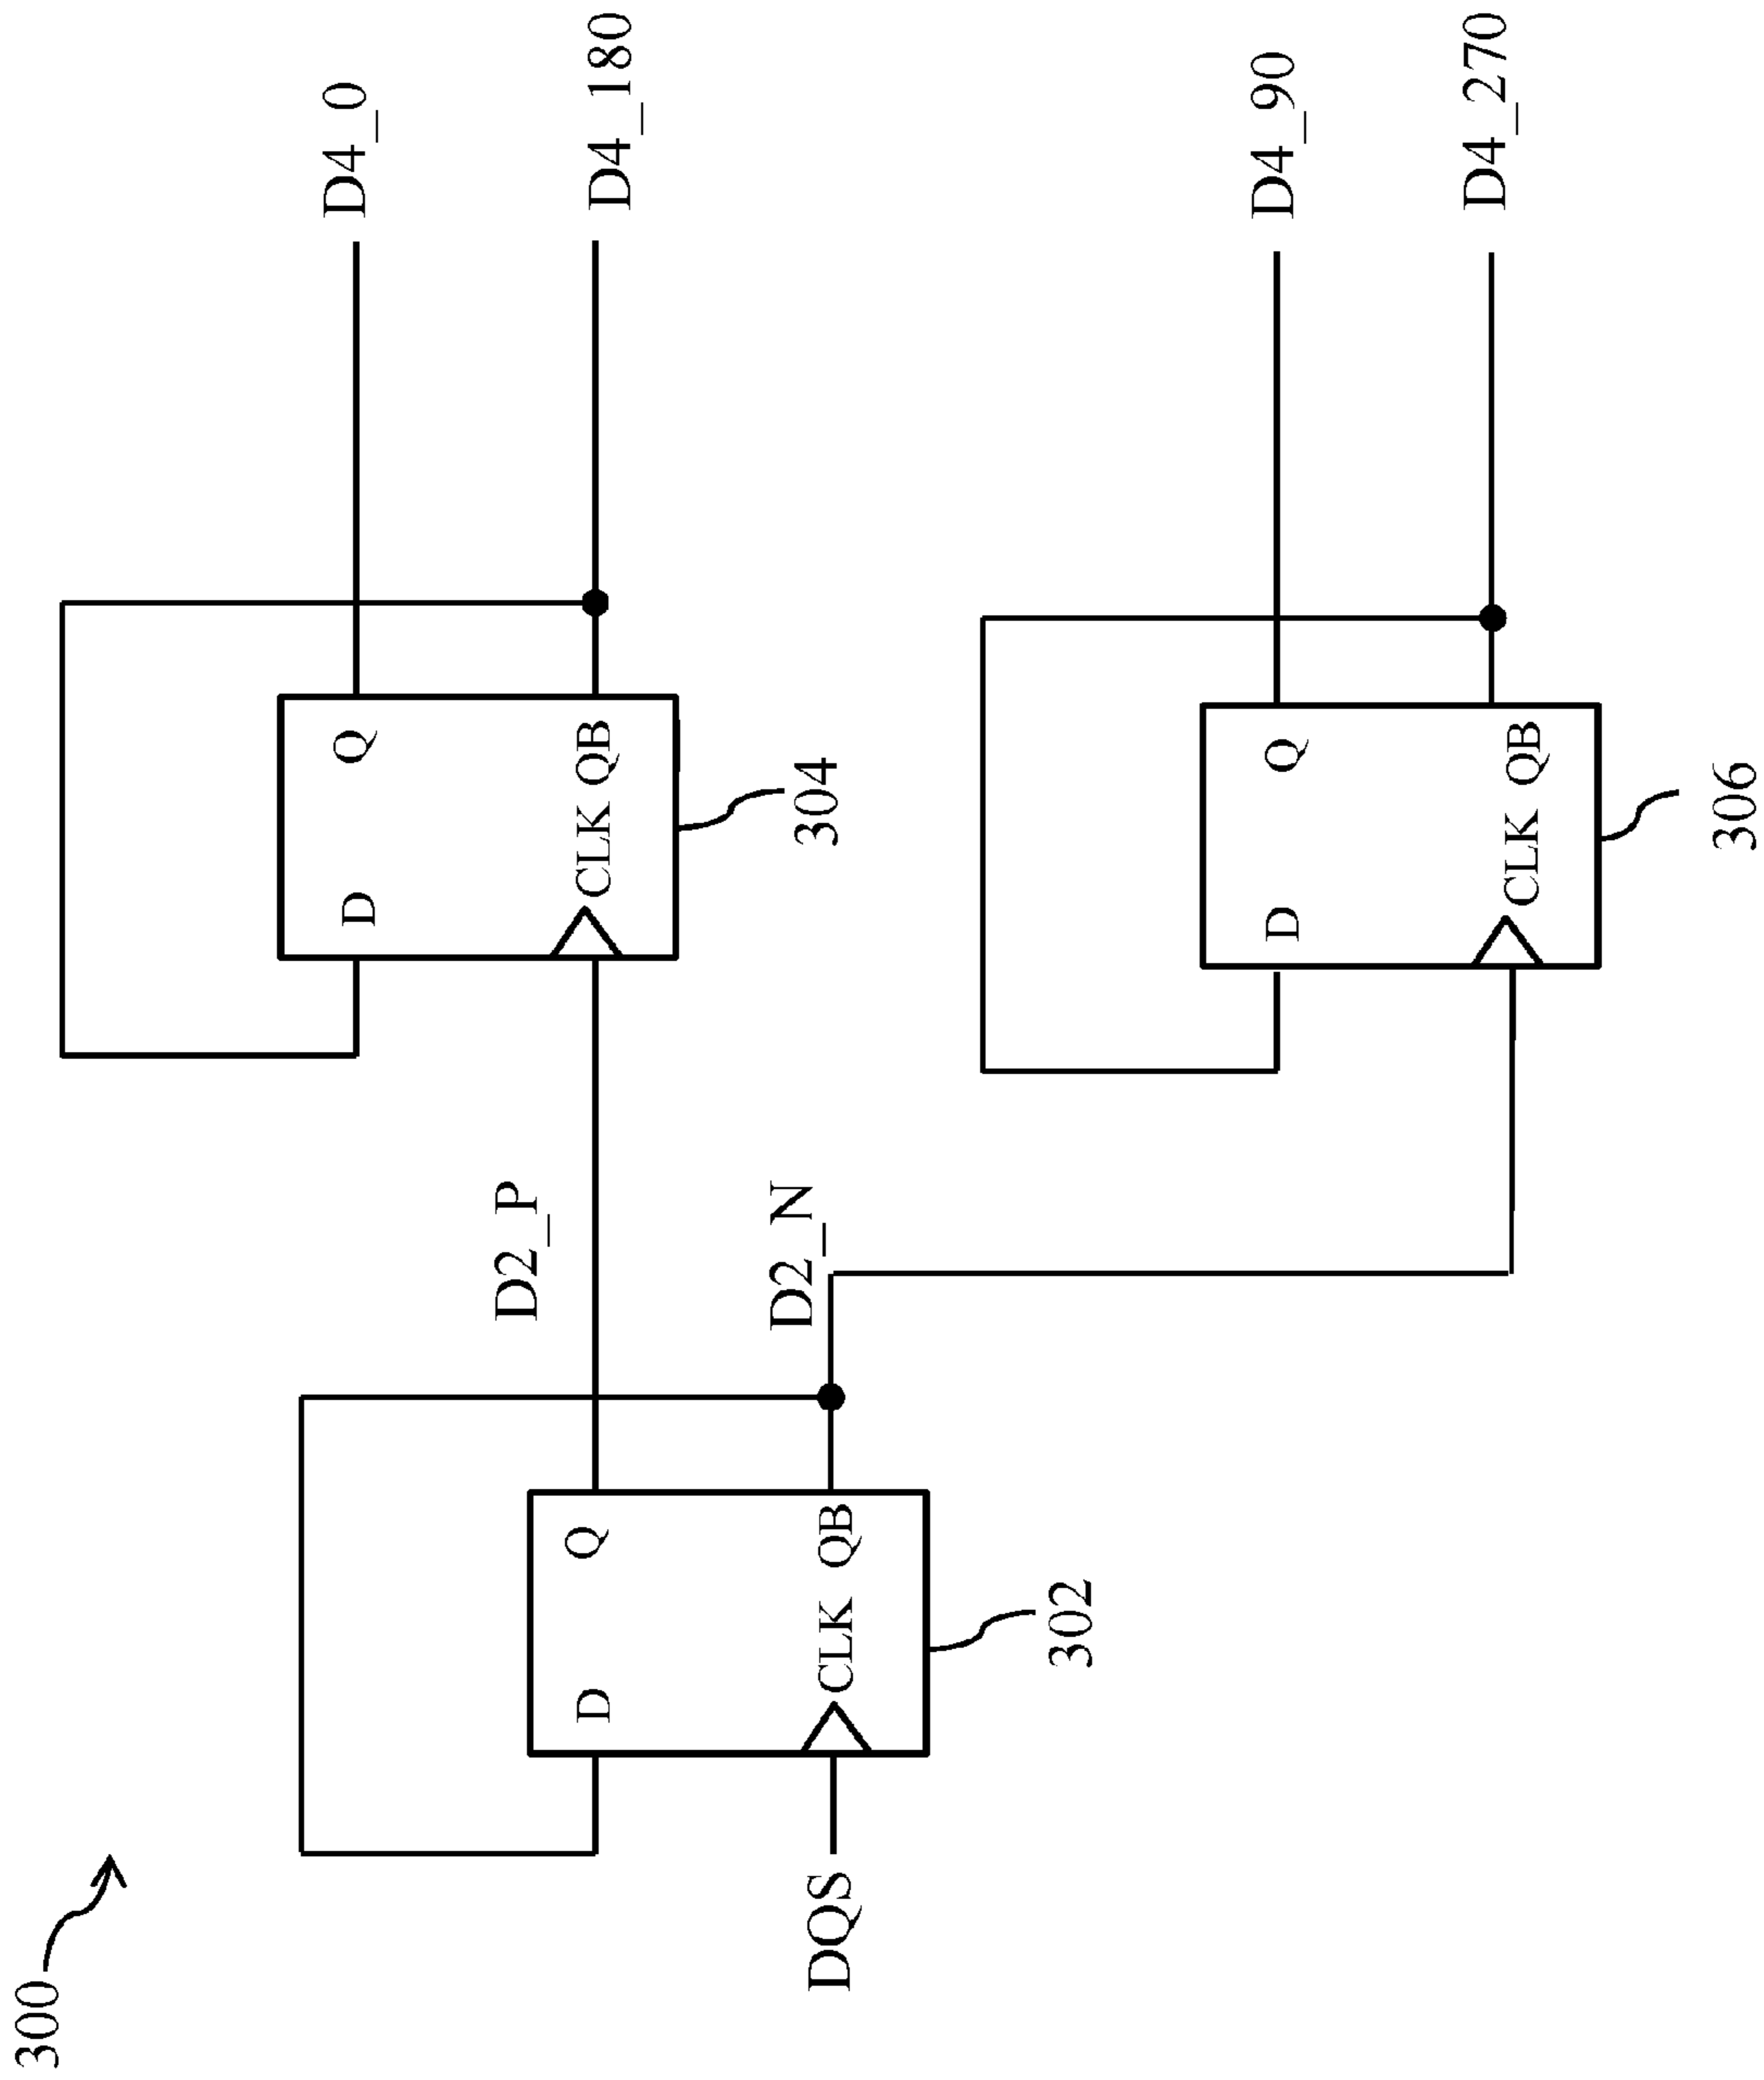 300
DQS
D
Q
CLK QB
302
D2_P
D2_N
D
Q
CLK QB
304
D4_0
D4_180
D
Q
CLK QB
306
D4_90
D4_270